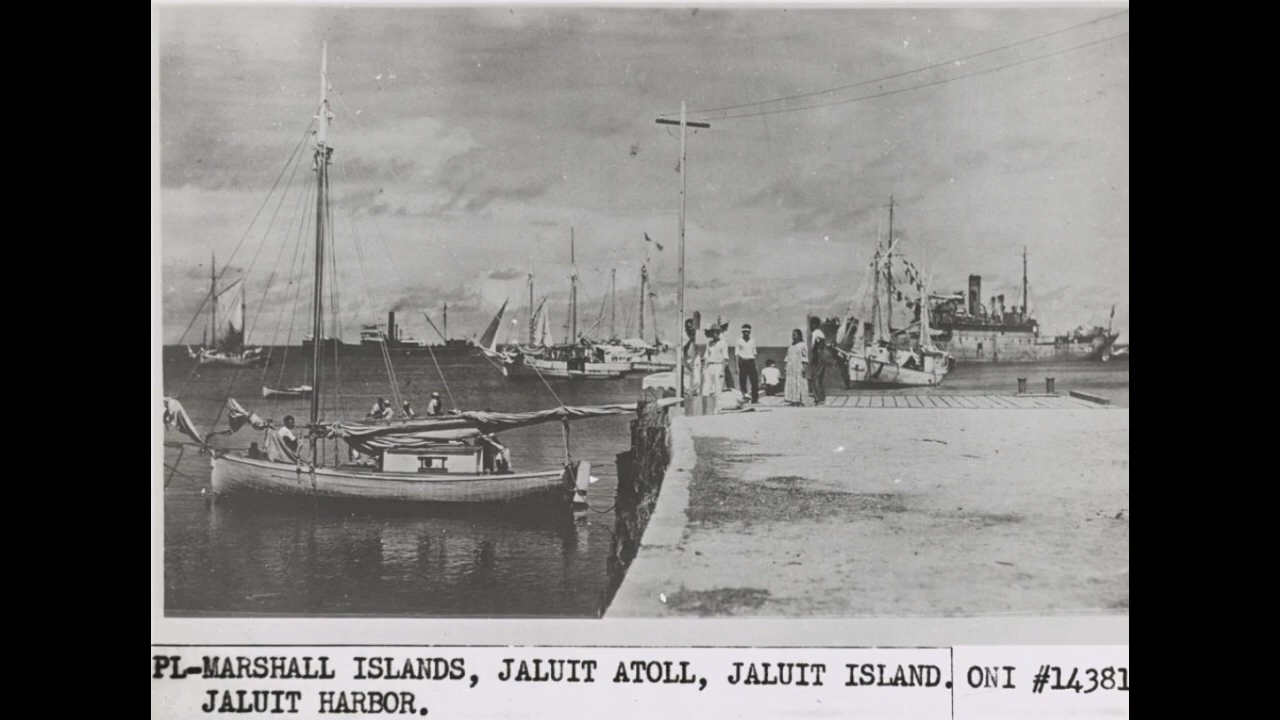 PL-MARSHALL ISLANDS, JALUIT ATOLL, JALUIT ISLAND. ONI #14381
JALUIT HARBOR.